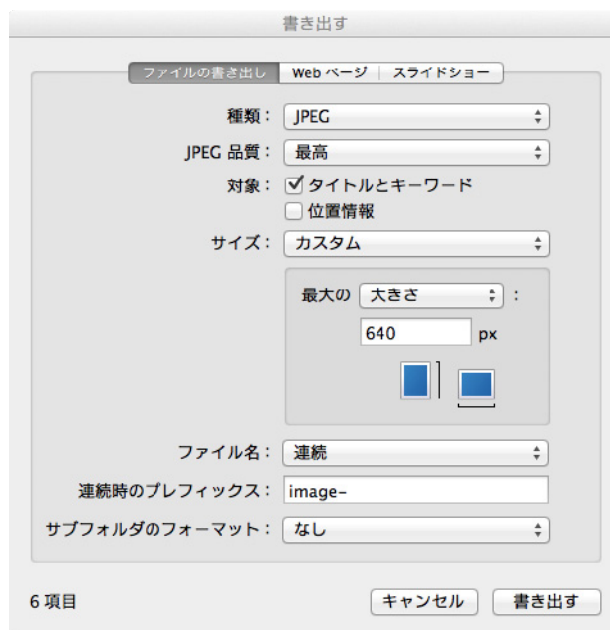 書き出す
ファイルの書き出し Web ページ スライドショー
種類： JPEG
JPEG 品質： 最高
対象： タイトルとキーワード
位置情報
サイズ： カスタム
最大の 大きさ ：
640 px
ファイル名： 連続
連続時のプレフィックス： image-
サブフォルダのフォーマット： なし
6 項目 キャンセル 書き出す